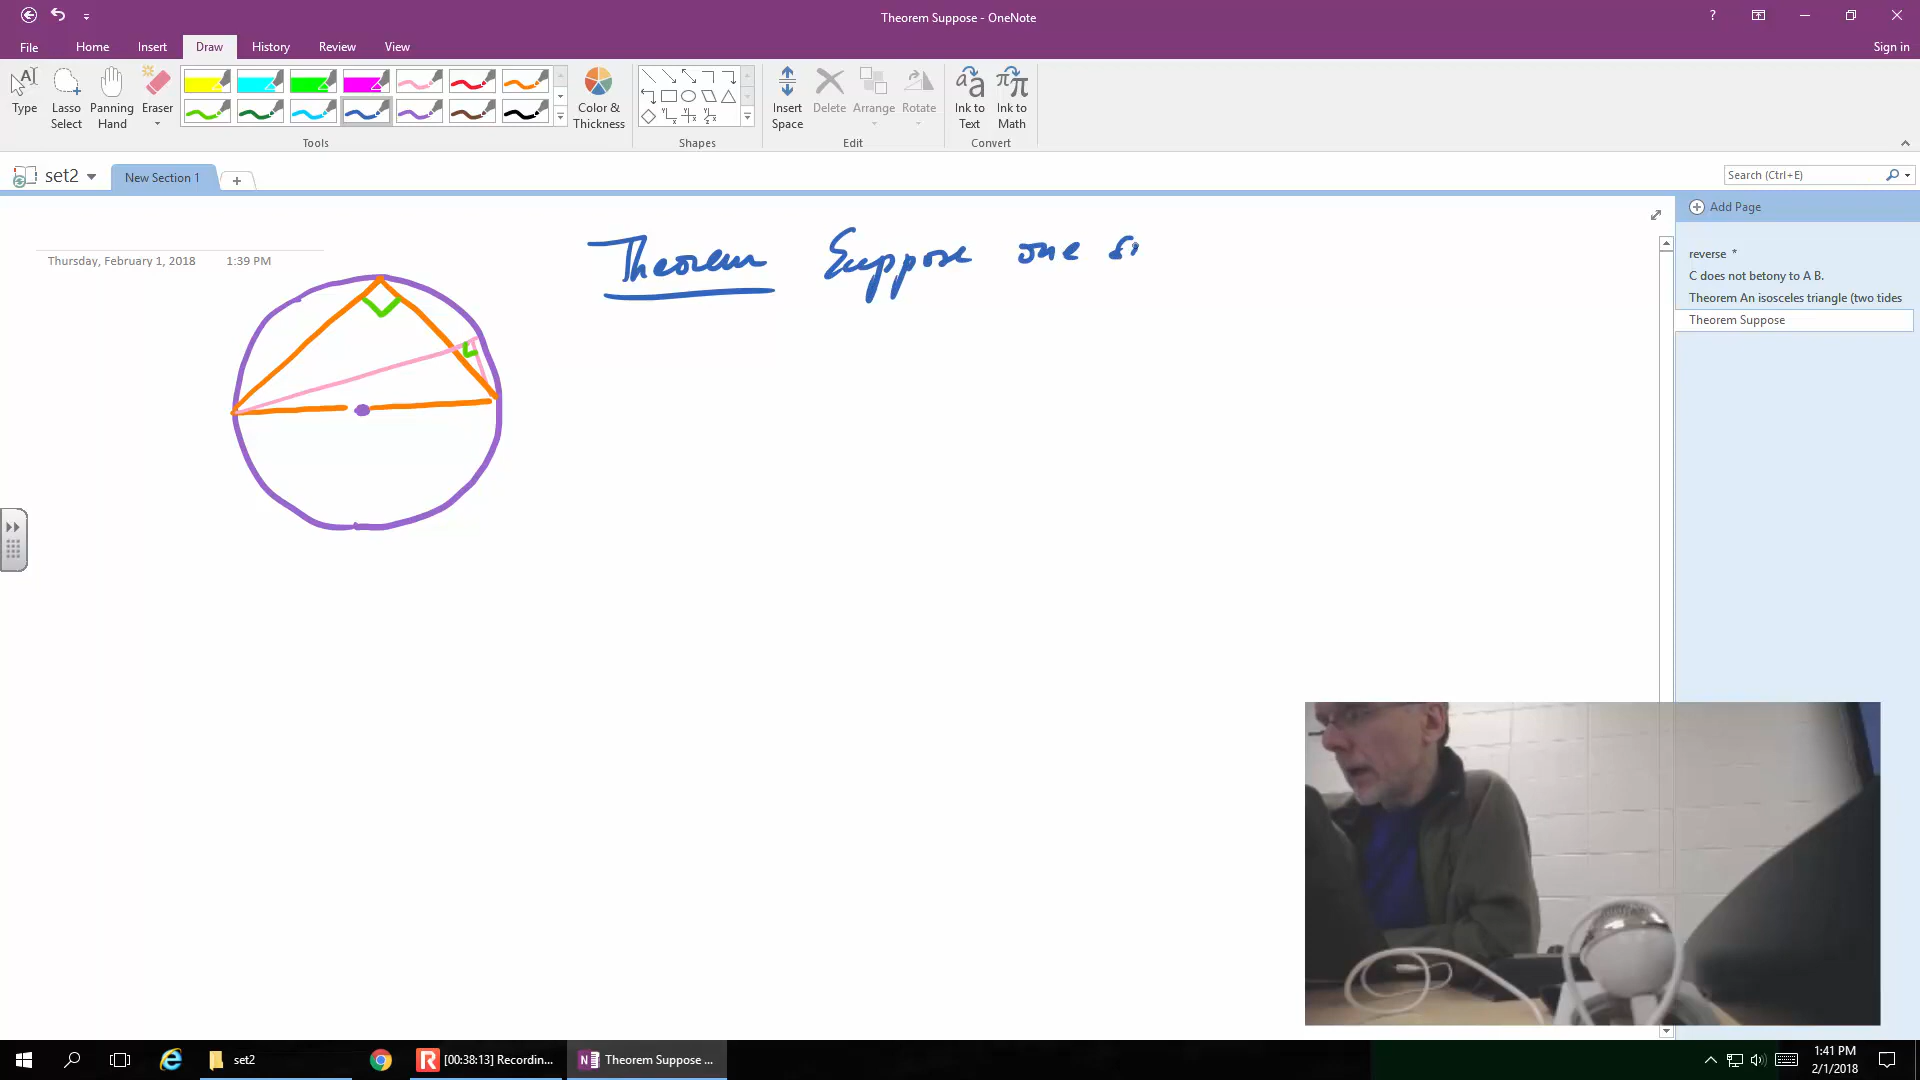 Theorem Suppose - OneNote
?
File
Home
Insert
Draw
History
Review
View
Sign in
Type
Lasso Select
Panning Hand
Eraser
Color & Thickness
Insert Space
Delete
Arrange
Rotate
Ink to Text
Ink to Math
Tools
Shapes
Edit
Convert
set2
New Section 1
Search (Ctrl+E)
Add Page
reverse *
C does not betony to A B.
Theorem An isosceles triangle (two tides
Theorem Suppose
Thursday, February 1, 2018 1:39 PM
Theorem Suppose one si
set2
[00:38:13] Recordin...
Theorem Suppose ...
1:41 PM
2/1/2018